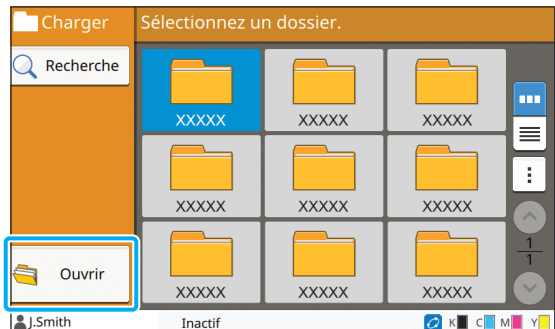 Charger
Sélectionnez un dossier.
Recherche
XXXXX XXXXX XXXXX
XXXXX XXXXX XXXXX
1
1
Ouvrir
XXXXX XXXXX XXXXX
J.Smith Inactif K C M Y